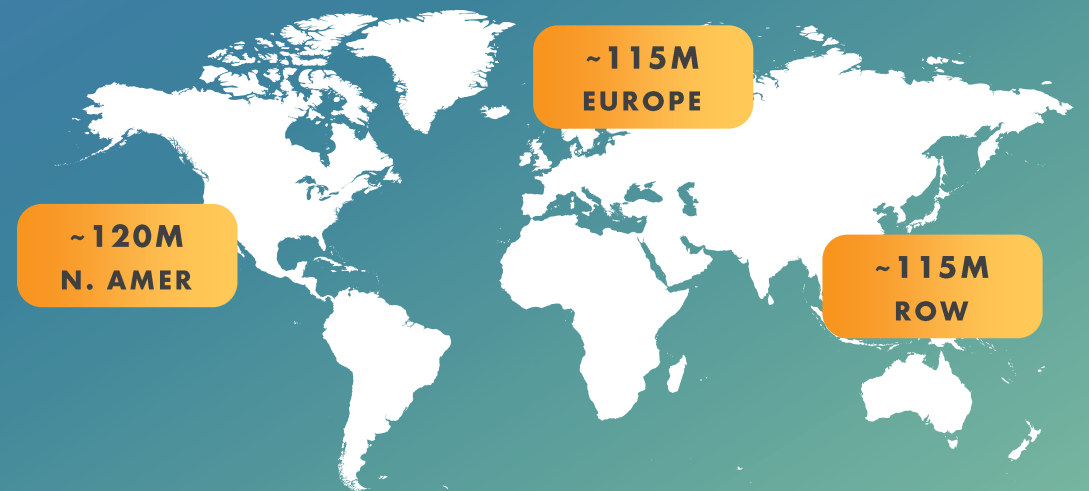 ~115M
EUROPE
~120M
N. AMER
~115M
ROW